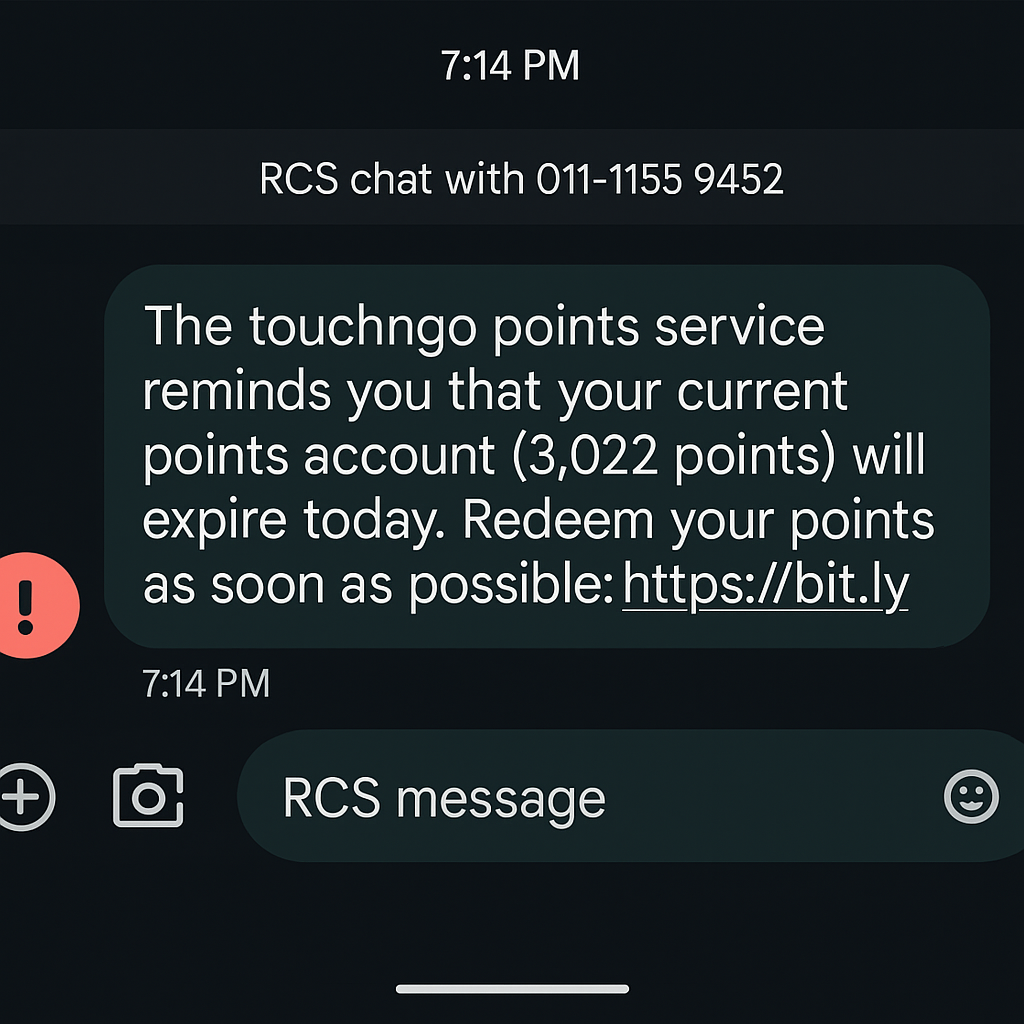 7:14 PM
RCS chat with 011-1155 9452
The touchngo points service
reminds you that your current
points account (3,022 points) will
expire today. Redeem your points
as soon as possible: https://bit.ly
7:14 PM
RCS message